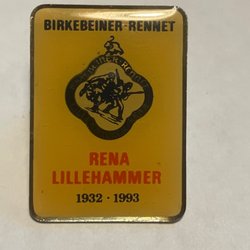 BIRKEBEINER-RENNET
RENA
LILLEHAMMER
1932 · 1993